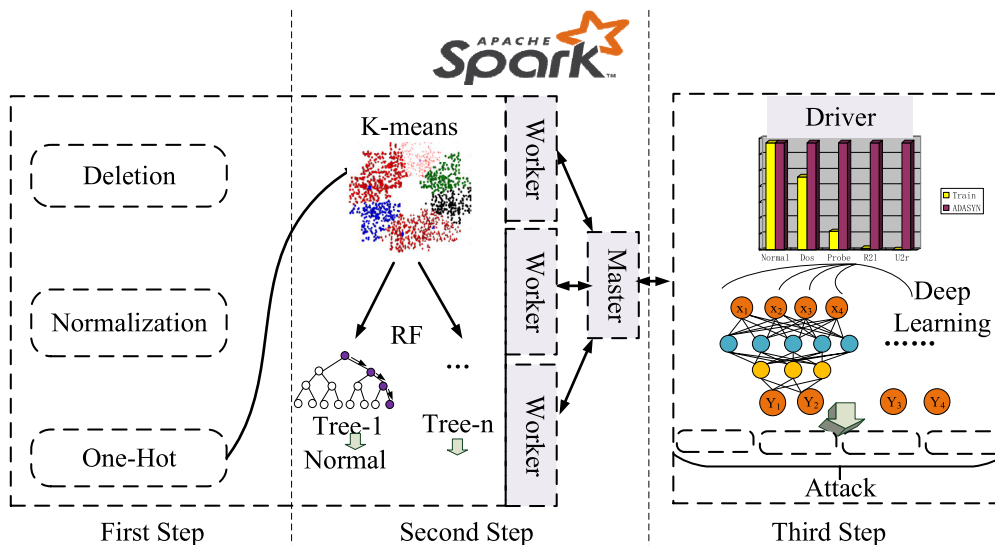 APACHE
Spark™
Deletion
Normalization
One-Hot
First Step
K-means
RF
...
Tree-1
Tree-n
Normal
Worker
Worker
Worker
Master
Second Step
Driver
Train
ADASYN
Normal Dos Probe R2l U2r
x1 x2 x3 x4
Deep
Learning
......
Y1 Y2 Y3 Y4
Attack
Third Step